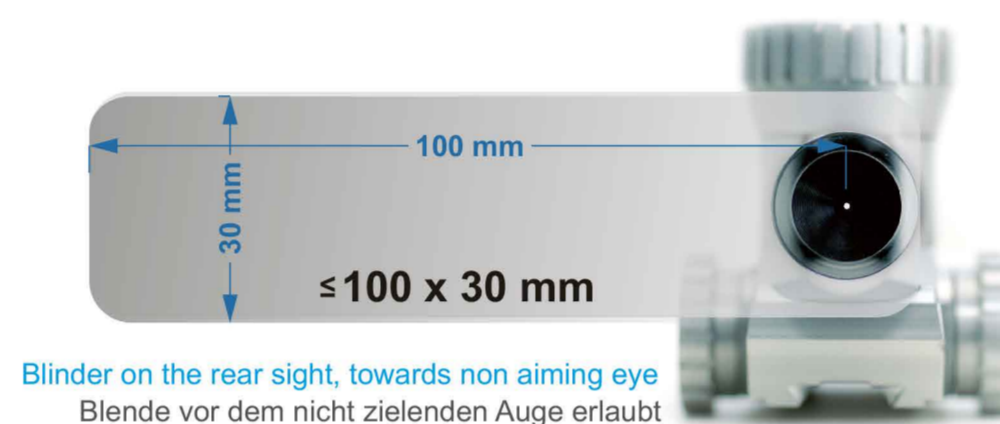 100 mm
30 mm
≤100 x 30 mm
Blinder on the rear sight, towards non aiming eye
Blende vor dem nicht zielenden Auge erlaubt